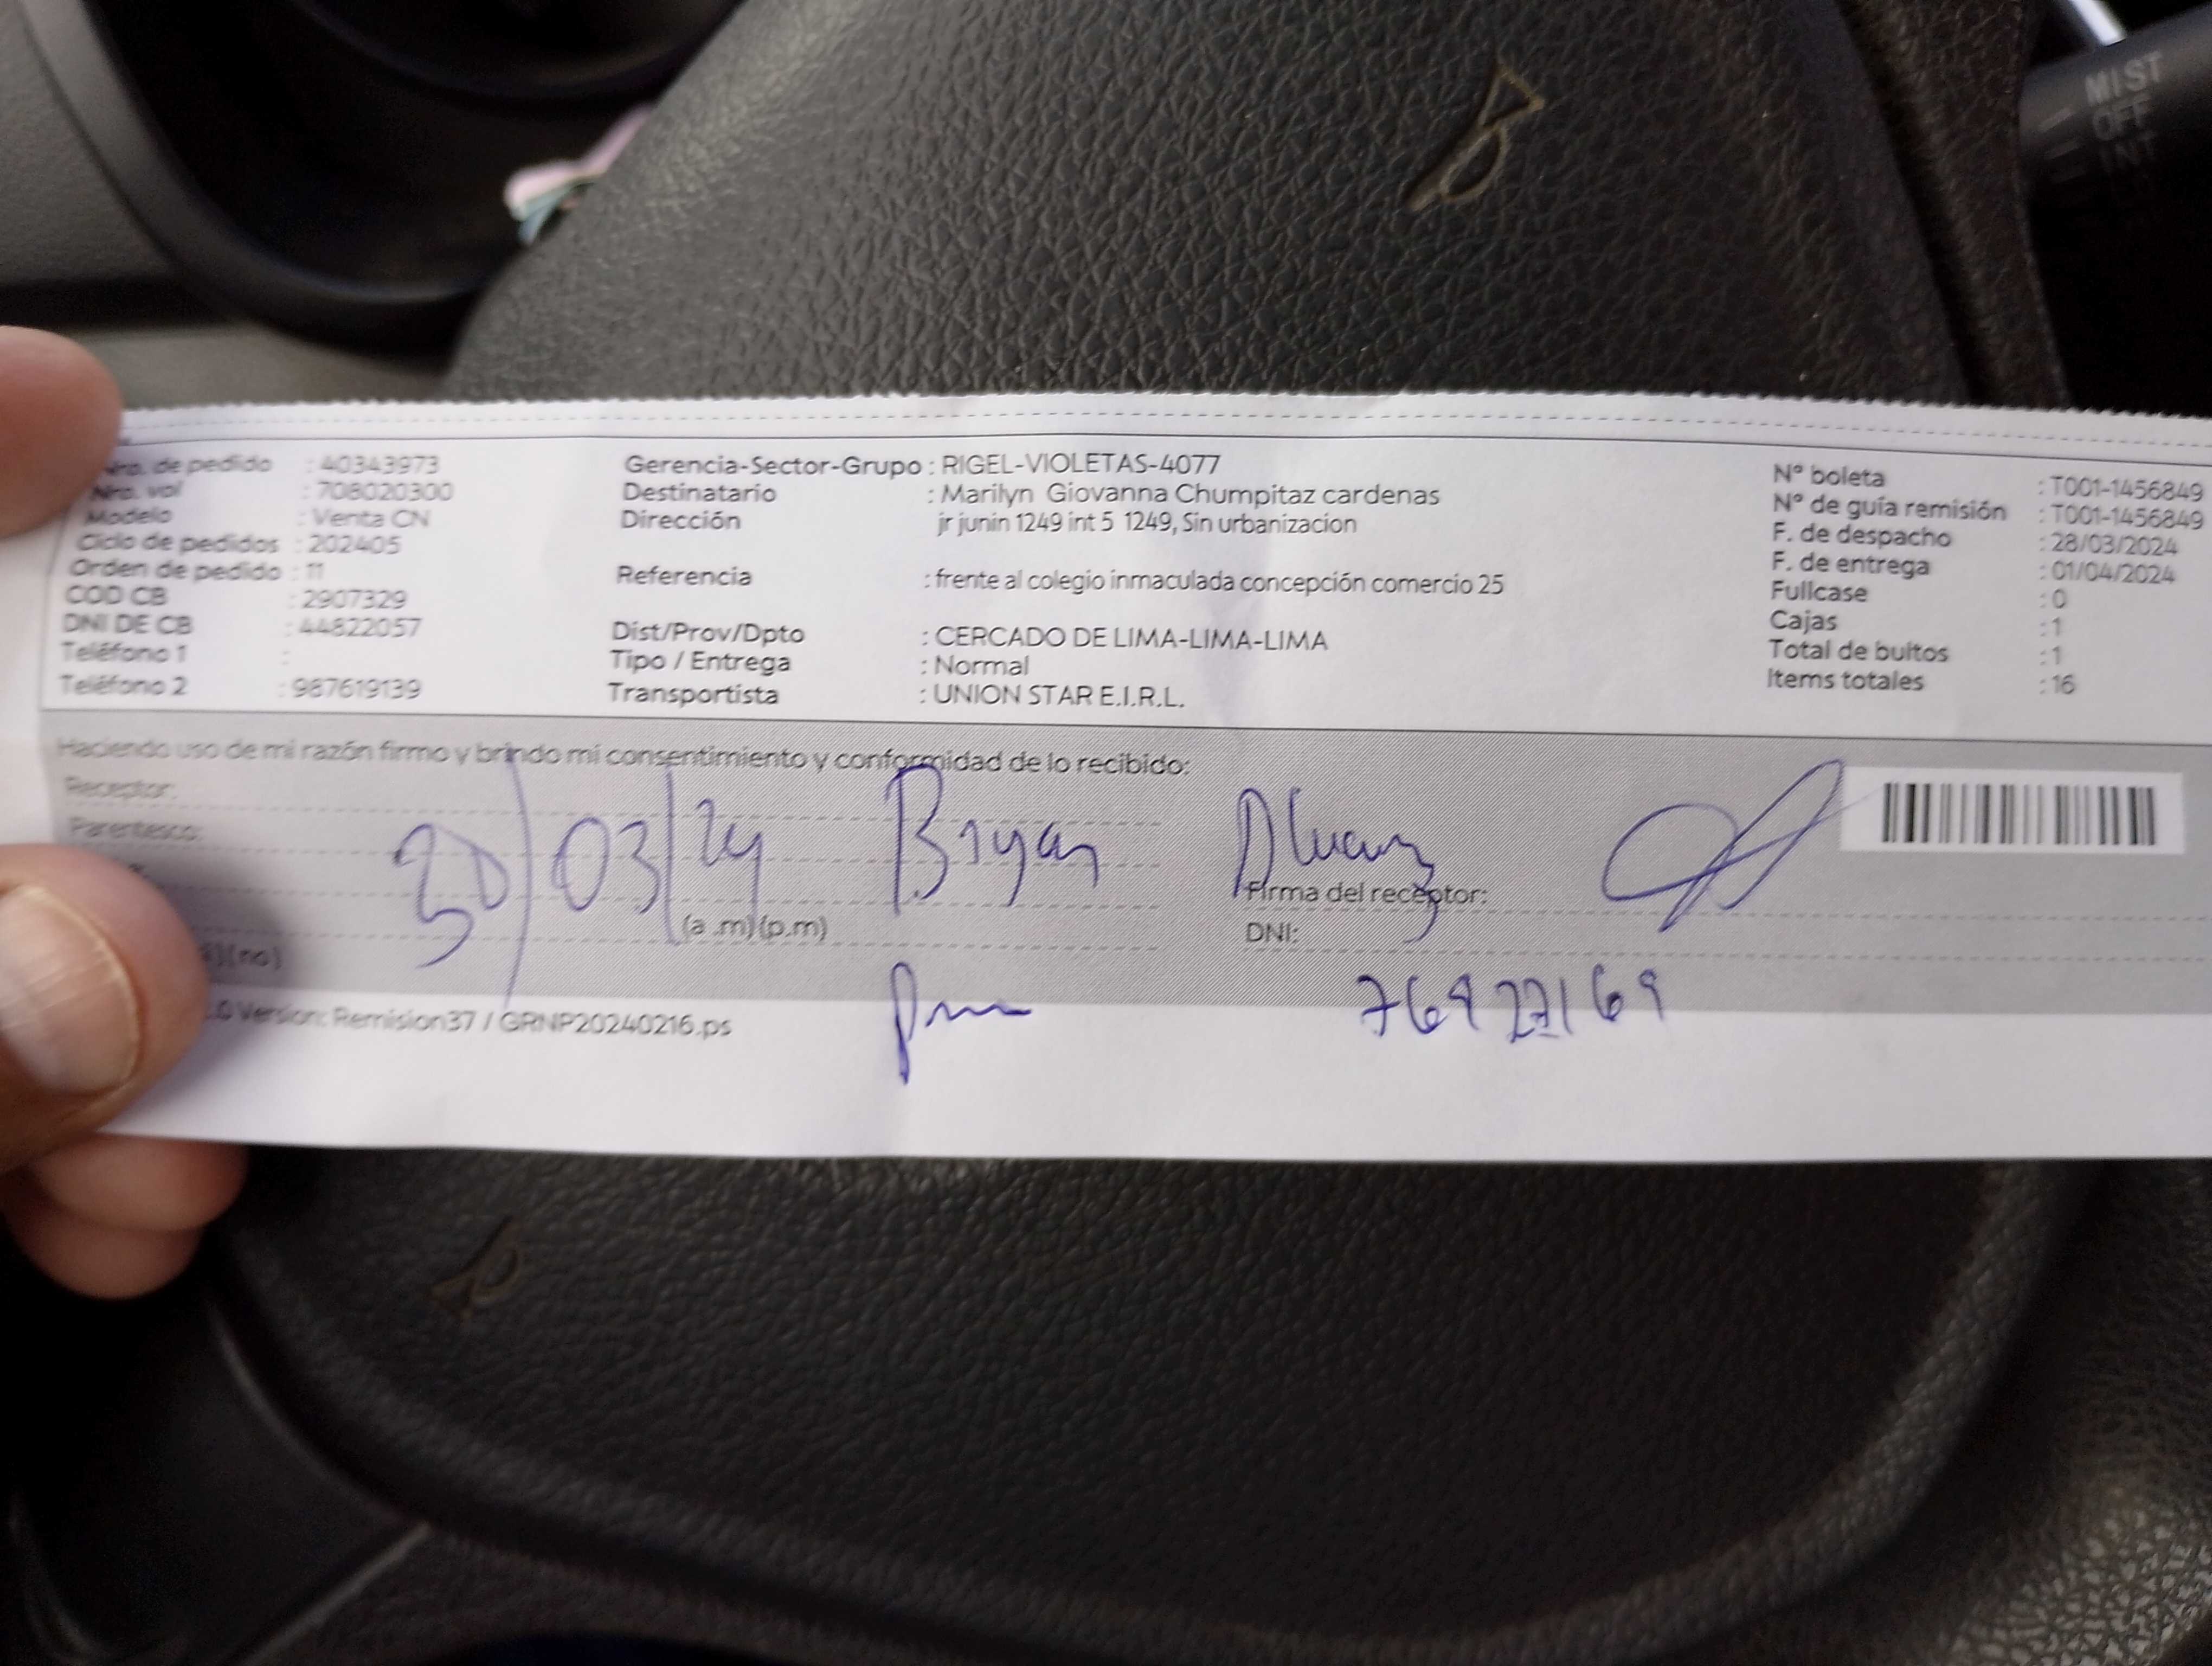 MIST
OFF
INT
Nro. de pedido : 40343973
Nro. vol : 708020300
Modelo : Venta CN
Ciclo de pedidos : 202405
Orden de pedido : 11
COD CB : 2907329
DNI DE CB : 44822057
Teléfono 1 :
Teléfono 2 : 987619139
Gerencia-Sector-Grupo : RIGEL-VIOLETAS-4077
Destinatario : Marilyn Giovanna Chumpitaz cardenas
Dirección jr junin 1249 int 5 1249, Sin urbanizacion
Referencia : frente al colegio inmaculada concepción comercio 25
Dist/Prov/Dpto : CERCADO DE LIMA-LIMA-LIMA
Tipo / Entrega : Normal
Transportista : UNION STAR E.I.R.L.
N° boleta : T001-1456849
N° de guía remisión : T001-1456849
F. de despacho : 28/03/2024
F. de entrega : 01/04/2024
Fullcase : 0
Cajas : 1
Total de bultos : 1
Items totales : 16
Haciendo uso de mi razón firmo y brindo mi consentimiento y conformidad de lo recibido:
Receptor:
Parentesco:
30/03/24 Bryan
Firma del receptor:
(a .m)(p.m) DNI:
)(no)
Version: Remision37 / GRNP20240216.ps
76922169